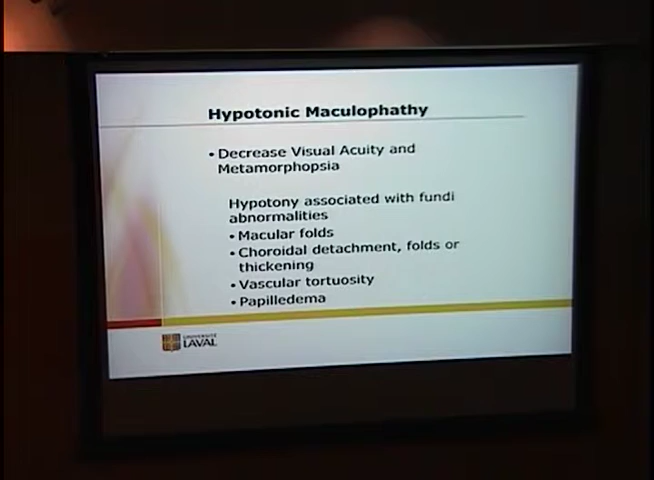 Hypotonic Maculophathy
• Decrease Visual Acuity and
Metamorphopsia
Hypotony associated with fundi
abnormalities
• Macular folds
• Choroidal detachment, folds or
thickening
• Vascular tortuosity
• Papilledema
UNIVERSITÉ
LAVAL